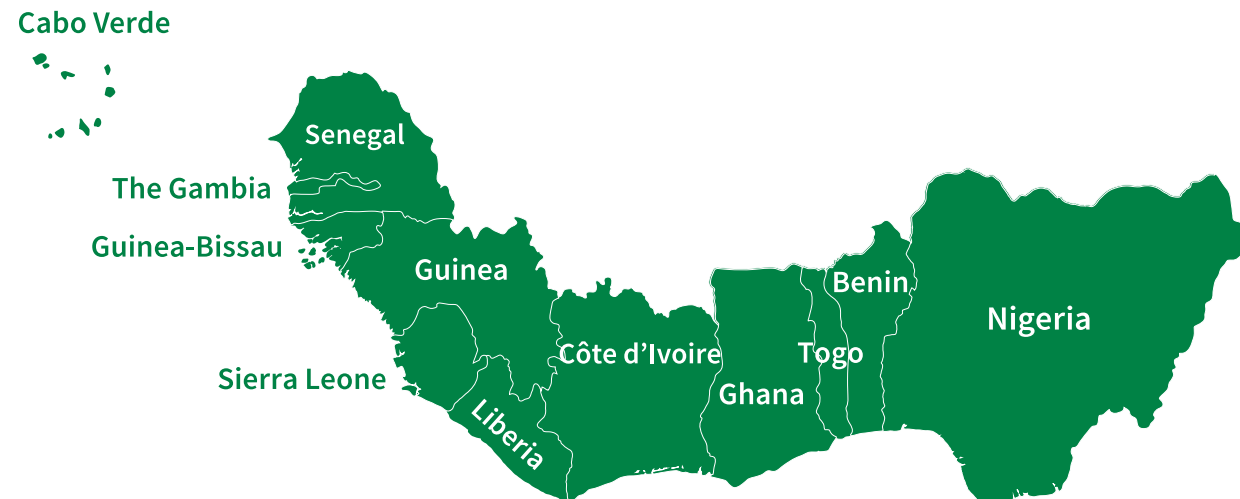 Cabo Verde
Senegal
The Gambia
Guinea-Bissau
Guinea
Benin
Nigeria
Côte d’Ivoire
Togo
Sierra Leone
Ghana
Liberia